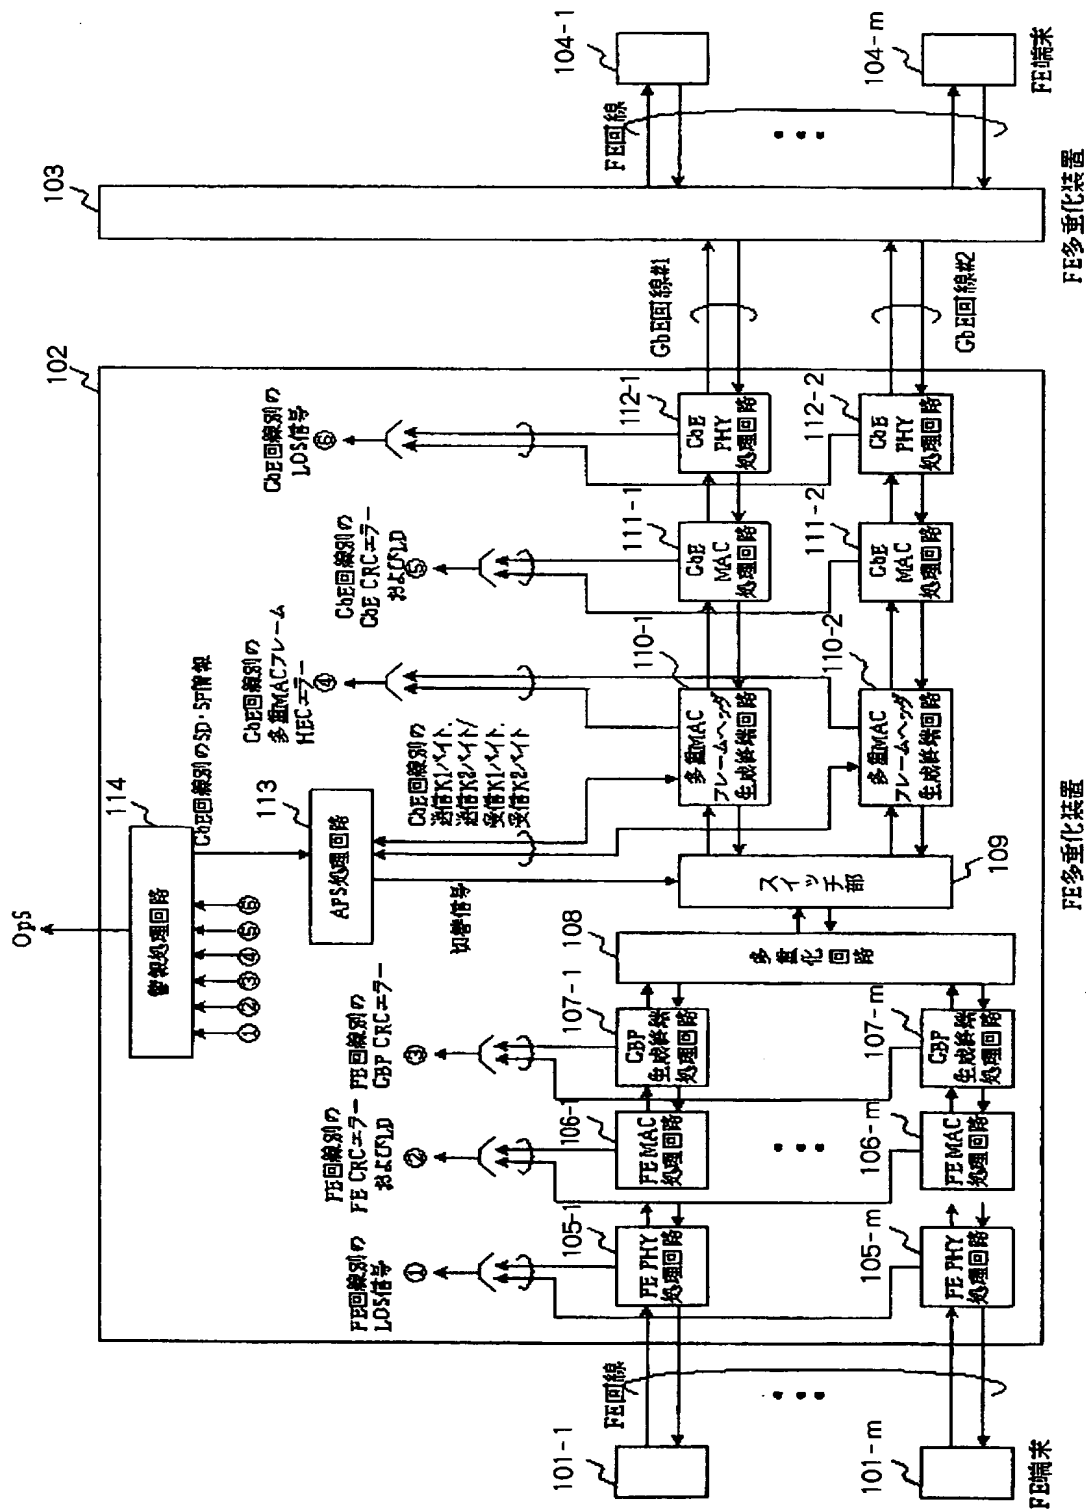 OpS
114
警報処理回路
①
②
③
④
⑤
⑥
GbE回線別のSD・SF情報
113
APS処理回路
切替信号
102
FE回線別の
LOS信号
①
FE回線別の
FE CRCエラー
およびLD
②
FE回線別の
GBP CRCエラー
③
GbE回線別の
送信K1バイト、
送信K2バイト/
受信K1バイト、
受信K2バイト
GbE回線別の
多重MACフレーム
HECエラー
④
GbE回線別の
GbE CRCエラー
およびLD
⑤
GbE回線別の
LOS信号
⑥
103
101-1
FE回線
105-1
FE PHY
処理回路
106-1
FE MAC
処理回路
107-1
GBP
生成終端
処理回路
108
多重化回路
109
スイッチ部
110-1
多重MAC
フレームヘッダ
生成終端回路
111-1
GbE
MAC
処理回路
112-1
GbE
PHY
処理回路
GbE回線#1
FE回線
104-1
101-m
FE端末
105-m
FE PHY
処理回路
106-m
FE MAC
処理回路
107-m
GBP
生成終端
処理回路
110-2
多重MAC
フレームヘッダ
生成終端回路
111-2
GbE
MAC
処理回路
112-2
GbE
PHY
処理回路
GbE回線#2
104-m
FE端末
FE多重化装置
FE多重化装置